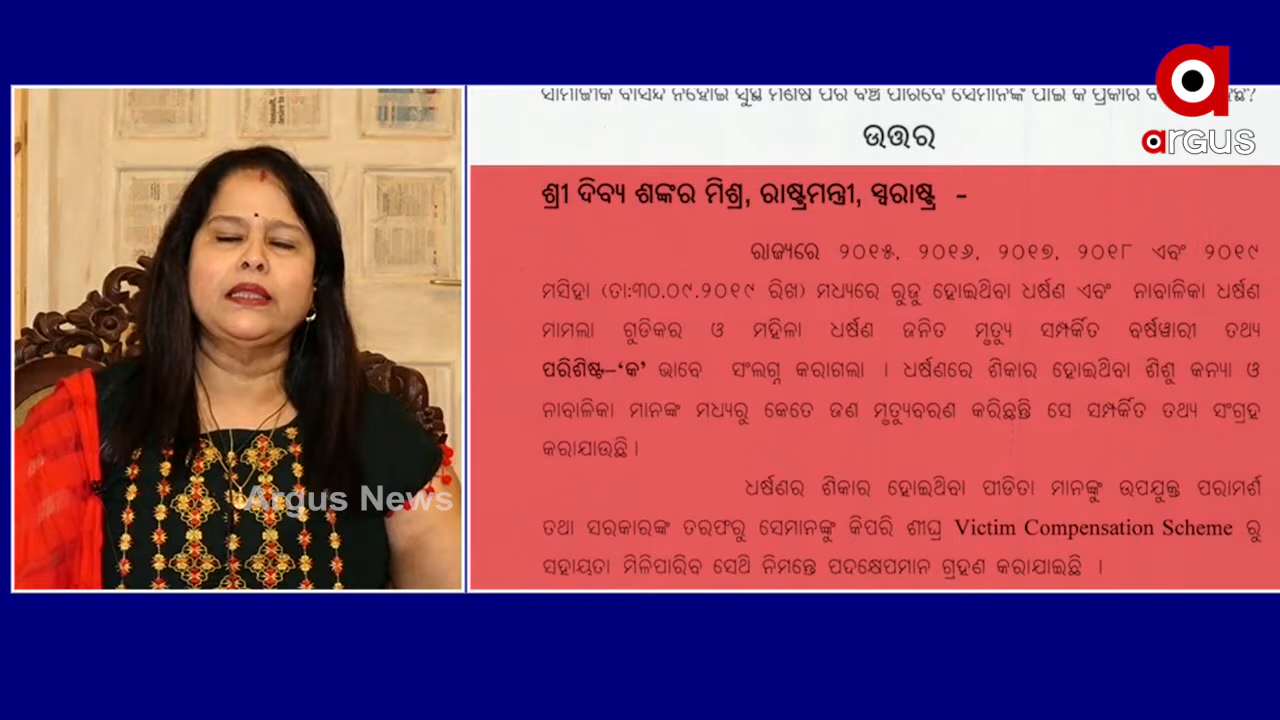 argus
ଉତ୍ତର
ଶ୍ରୀ ଦିବ୍ୟ ଶଙ୍କର ମିଶ୍ର, ରାଷ୍ଟ୍ରମନ୍ତ୍ରୀ, ସ୍ୱରାଷ୍ଟ୍ର -
ରାଜ୍ୟରେ ୨୦୧୫, ୨୦୧୬, ୨୦୧୭, ୨୦୧୮ ଏବଂ ୨୦୧୯
ମସିହା (ତା:୩୦.୦୯.୨୦୧୯ ରିଖ) ମଧ୍ୟରେ ରୁଜୁ ହୋଇଥିବା ଧର୍ଷଣ ଏବଂ ନାବାଳିକା ଧର୍ଷଣ
ମାମଲା ଗୁଡିକର ଓ ମହିଳା ଧର୍ଷଣ ଜନିତ ମୃତ୍ୟୁ ସମ୍ପର୍କିତ ବର୍ଷୱାରୀ ତଥ୍ୟ
ପରିଶିଷ୍ଟ–‘କ’ ଭାବେ ସଂଲଗ୍ନ କରାଗଲା । ଧର୍ଷଣରେ ଶିକାର ହୋଇଥିବା ଶିଶୁ କନ୍ୟା ଓ
ନାବାଳିକା ମାନଙ୍କ ମଧ୍ୟରୁ କେତେ ଜଣ ମୃତ୍ୟୁବରଣ କରିଛନ୍ତି ସେ ସମ୍ପର୍କିତ ତଥ୍ୟ ସଂଗ୍ରହ
କରାଯାଉଛି ।
ଧର୍ଷଣର ଶିକାର ହୋଇଥିବା ପୀଡିତା ମାନଙ୍କୁ ଉପଯୁକ୍ତ ପରାମର୍ଶ
ତଥା ସରକାରଙ୍କ ତରଫରୁ ସେମାନଙ୍କୁ କିପରି ଶୀଘ୍ର Victim Compensation Scheme ରୁ
ସହାୟତା ମିଳିପାରିବ ସେଥି ନିମନ୍ତେ ପଦକ୍ଷେପମାନ ଗ୍ରହଣ କରାଯାଇଛି ।
Argus News